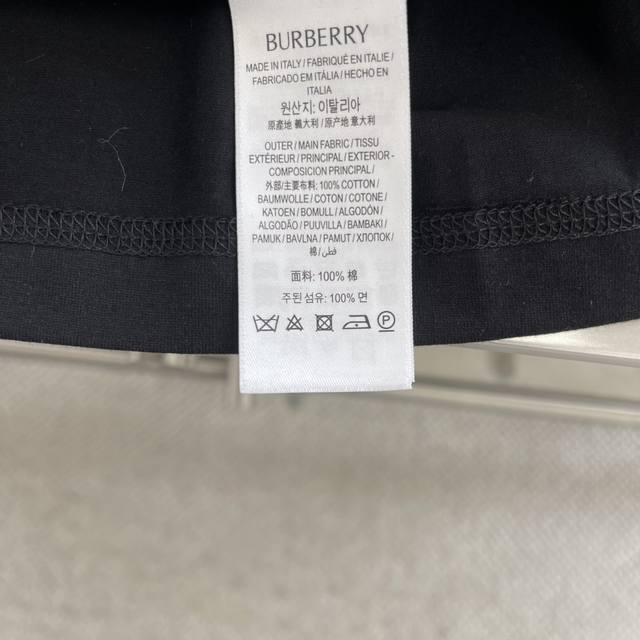 BURBERRY
MADE IN ITALY / FABRIQUÉ EN ITALIE /
FABRICADO EM ITÁLIA / HECHO EN
ITALIA
원산지: 이탈리아
原產地 義大利 / 原産地 意大利
OUTER / MAIN FABRIC / TISSU
EXTÉRIEUR / PRINCIPAL / EXTERIOR -
COMPOSICIÓN PRINCIPAL /
外部/主要布料: 100% COTTON /
BAUMWOLLE / COTON / COTONE /
KATOEN / BOMULL / ALGODÓN /
ALGODÃO / PUUVILLA / BAMBAKI /
PAMUK / BAVLNA / PAMUT / ХЛОПОК /
棉 / قطن
面料: 100% 棉
주된 섬유: 100% 면
P